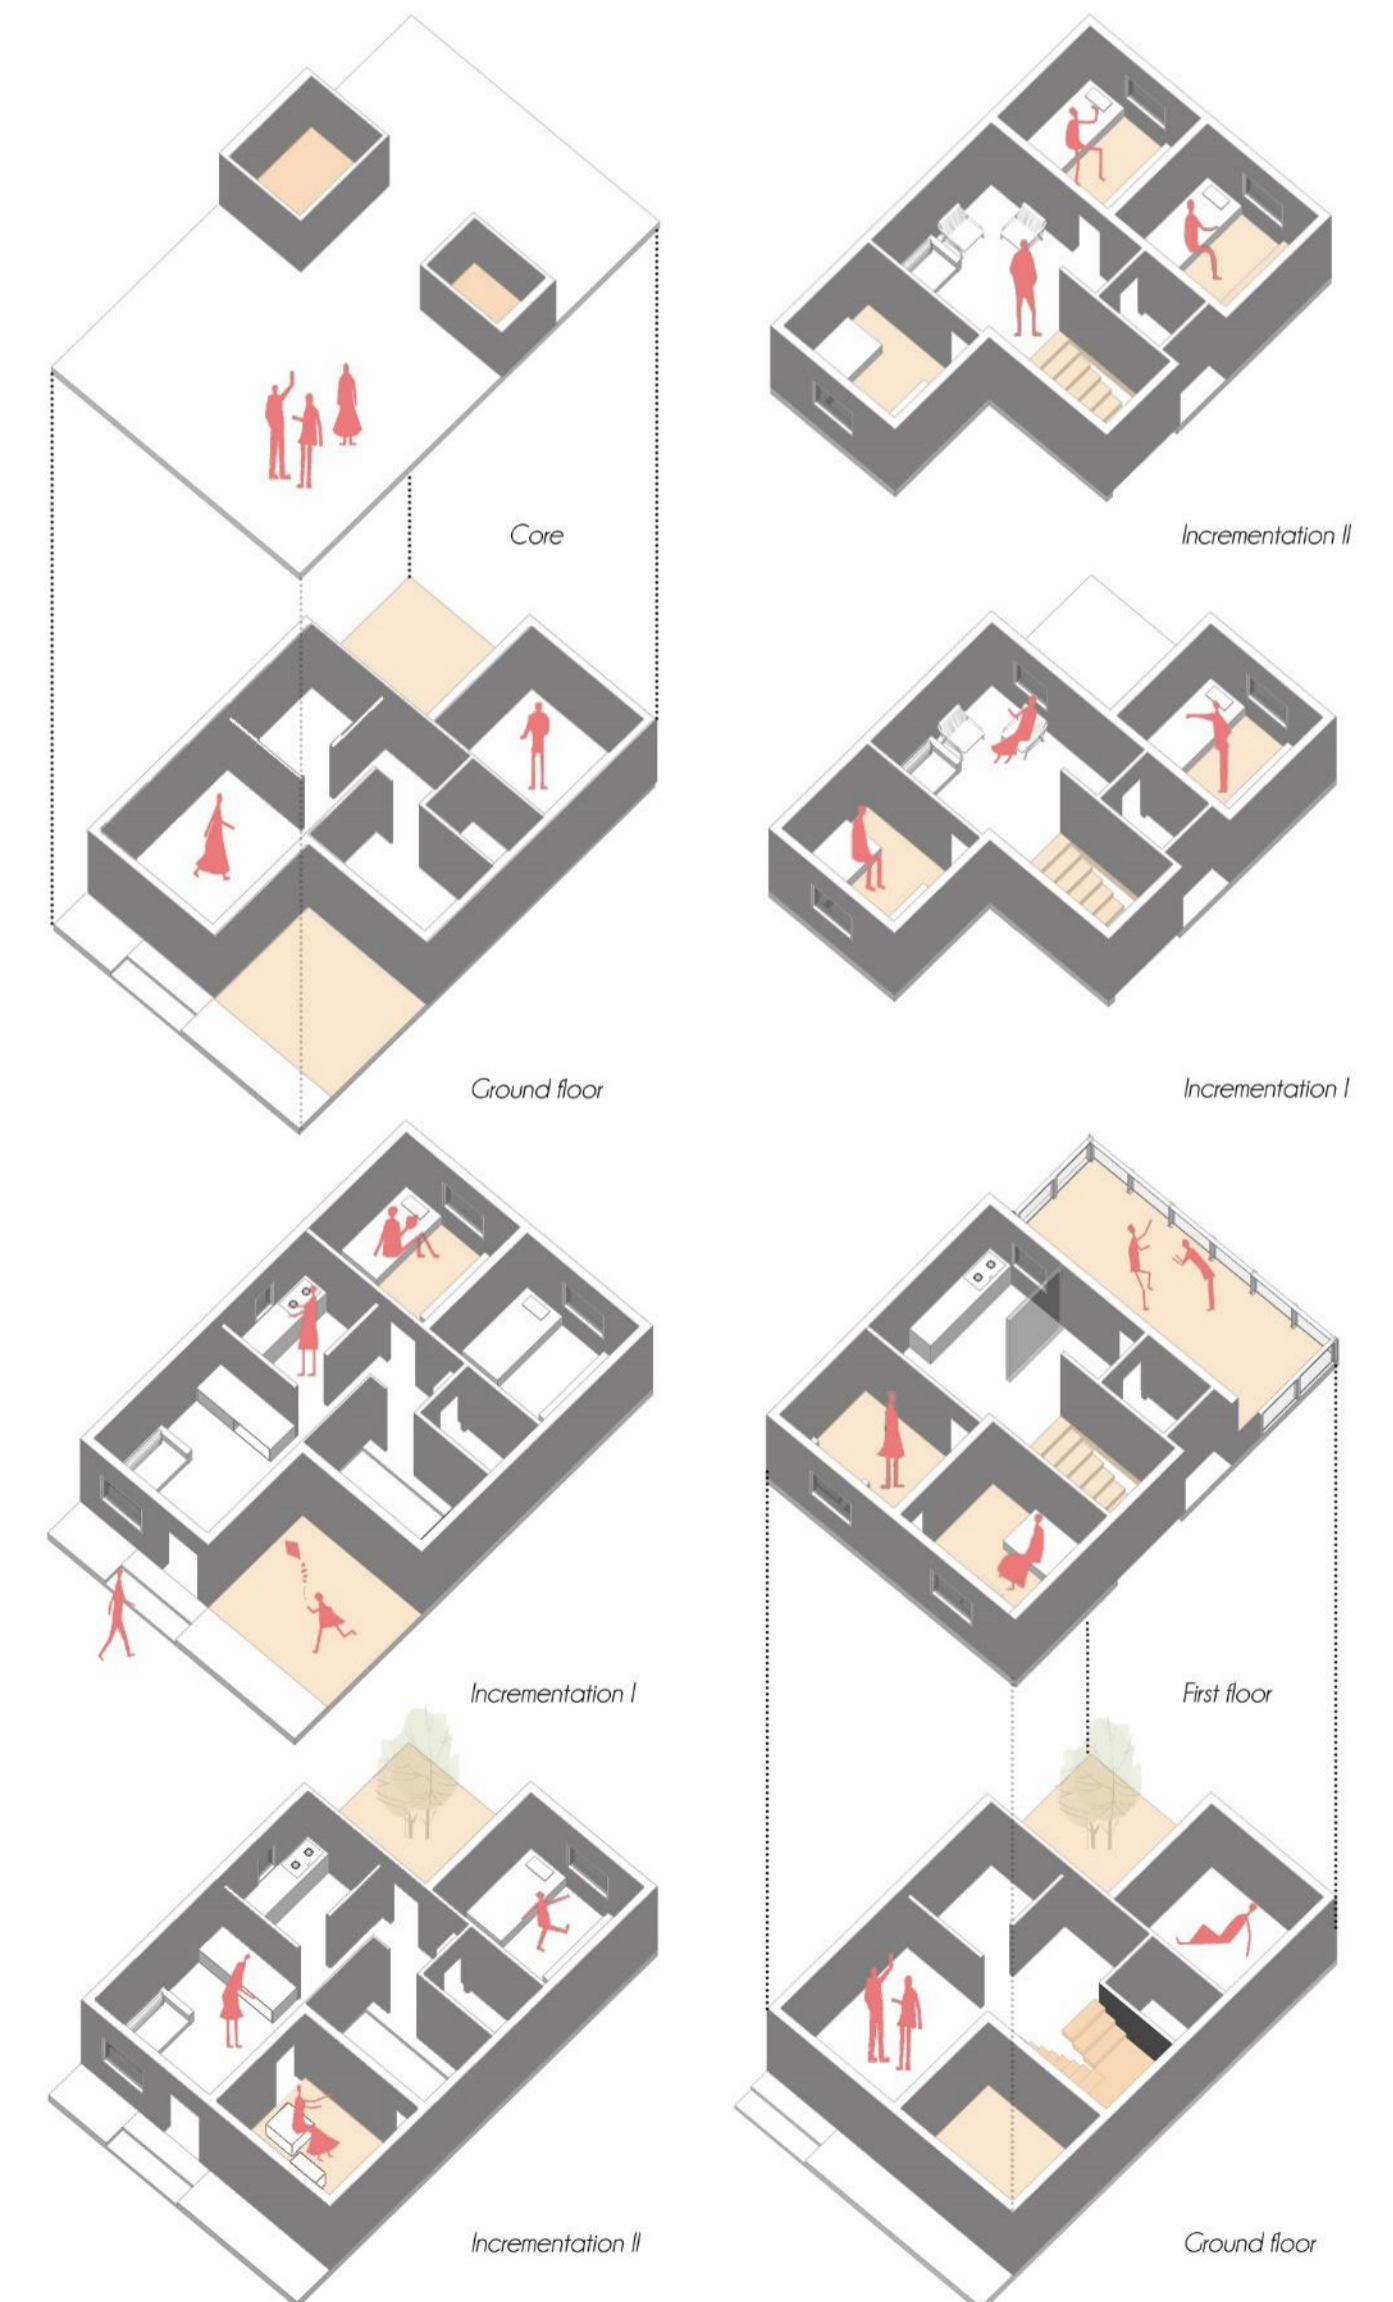 Core
Incrementation II
Ground floor
Incrementation I
Incrementation I
First floor
Incrementation II
Ground floor